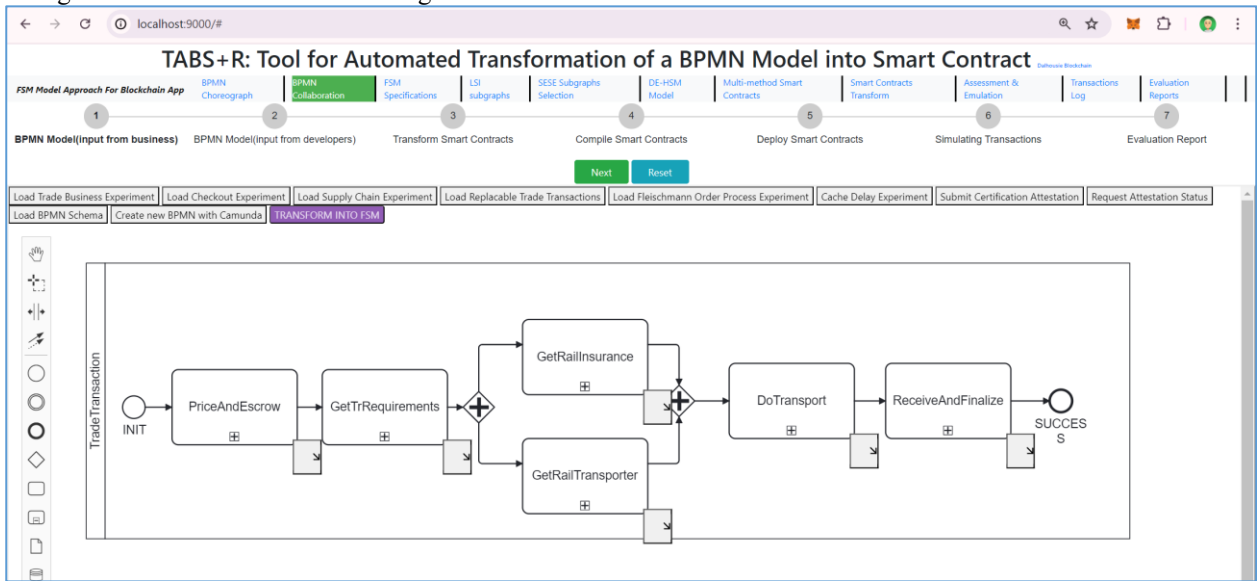 localhost:9000/#
TABS+R: Tool for Automated Transformation of a BPMN Model into Smart Contract Dalhousie Blockchain
FSM Model Approach For Blockchain App
BPMN
Choreograph
BPMN
Collaboration
FSM
Specifications
LSI
subgraphs
SESE Subgraphs
Selection
DE-HSM
Model
Multi-method Smart
Contracts
Smart Contracts
Transform
Assessment &
Emulation
Transactions
Log
Evaluation
Reports
1
2
3
4
5
6
7
BPMN Model(input from business)
BPMN Model(input from developers)
Transform Smart Contracts
Compile Smart Contracts
Deploy Smart Contracts
Simulating Transactions
Evaluation Report
Next
Reset
Load Trade Business Experiment
Load Checkout Experiment
Load Supply Chain Experiment
Load Replacable Trade Transactions
Load Fleischmann Order Process Experiment
Cache Delay Experiment
Submit Certification Attestation
Request Attestation Status
Load BPMN Schema
Create new BPMN with Camunda
TRANSFORM INTO FSM
TradeTransaction
INIT
PriceAndEscrow
GetTrRequirements
GetRailInsurance
GetRailTransporter
DoTransport
ReceiveAndFinalize
SUCCES
S